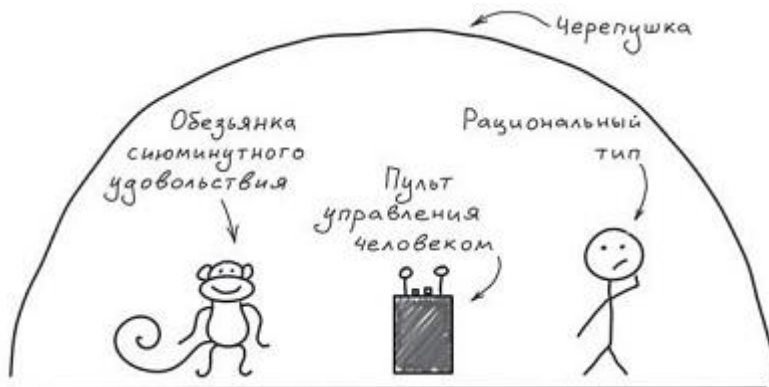 Черепушка
Обезьянка
сиюминутного
удовольствия
Рациональный
тип
Пульт
управления
человеком